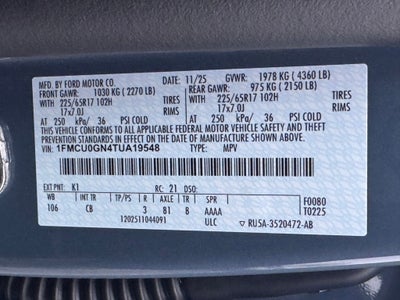 MFD. BY FORD MOTOR CO.
11/25 GVWR: 1978 KG ( 4360 LB)
FRONT GAWR: 1030 KG ( 2270 LB) REAR GAWR: 975 KG ( 2150 LB)
WITH 225/65R17 102H TIRES WITH 225/65R17 102H TIRES
17x7.0J RIMS 17x7.0J RIMS
AT 250 kPa/ 36 PSI COLD AT 250 kPa/ 36 PSI COLD
THIS VEHICLE CONFORMS TO ALL APPLICABLE FEDERAL MOTOR VEHICLE SAFETY, BUMPER, AND THEFT
PREVENTION STANDARDS IN EFFECT ON THE DATE OF MANUFACTURE SHOWN ABOVE.
VIN: 1FMCU0GN4TUA19548 TYPE: MPV
EXT PNT: K1 RC: 21 DSO:
WB INT TR TR AXLE TR SPR
106 CB 3 81 B AAAA
F0080
T0225
1202511044091 ULC RU5A-3520472-AB